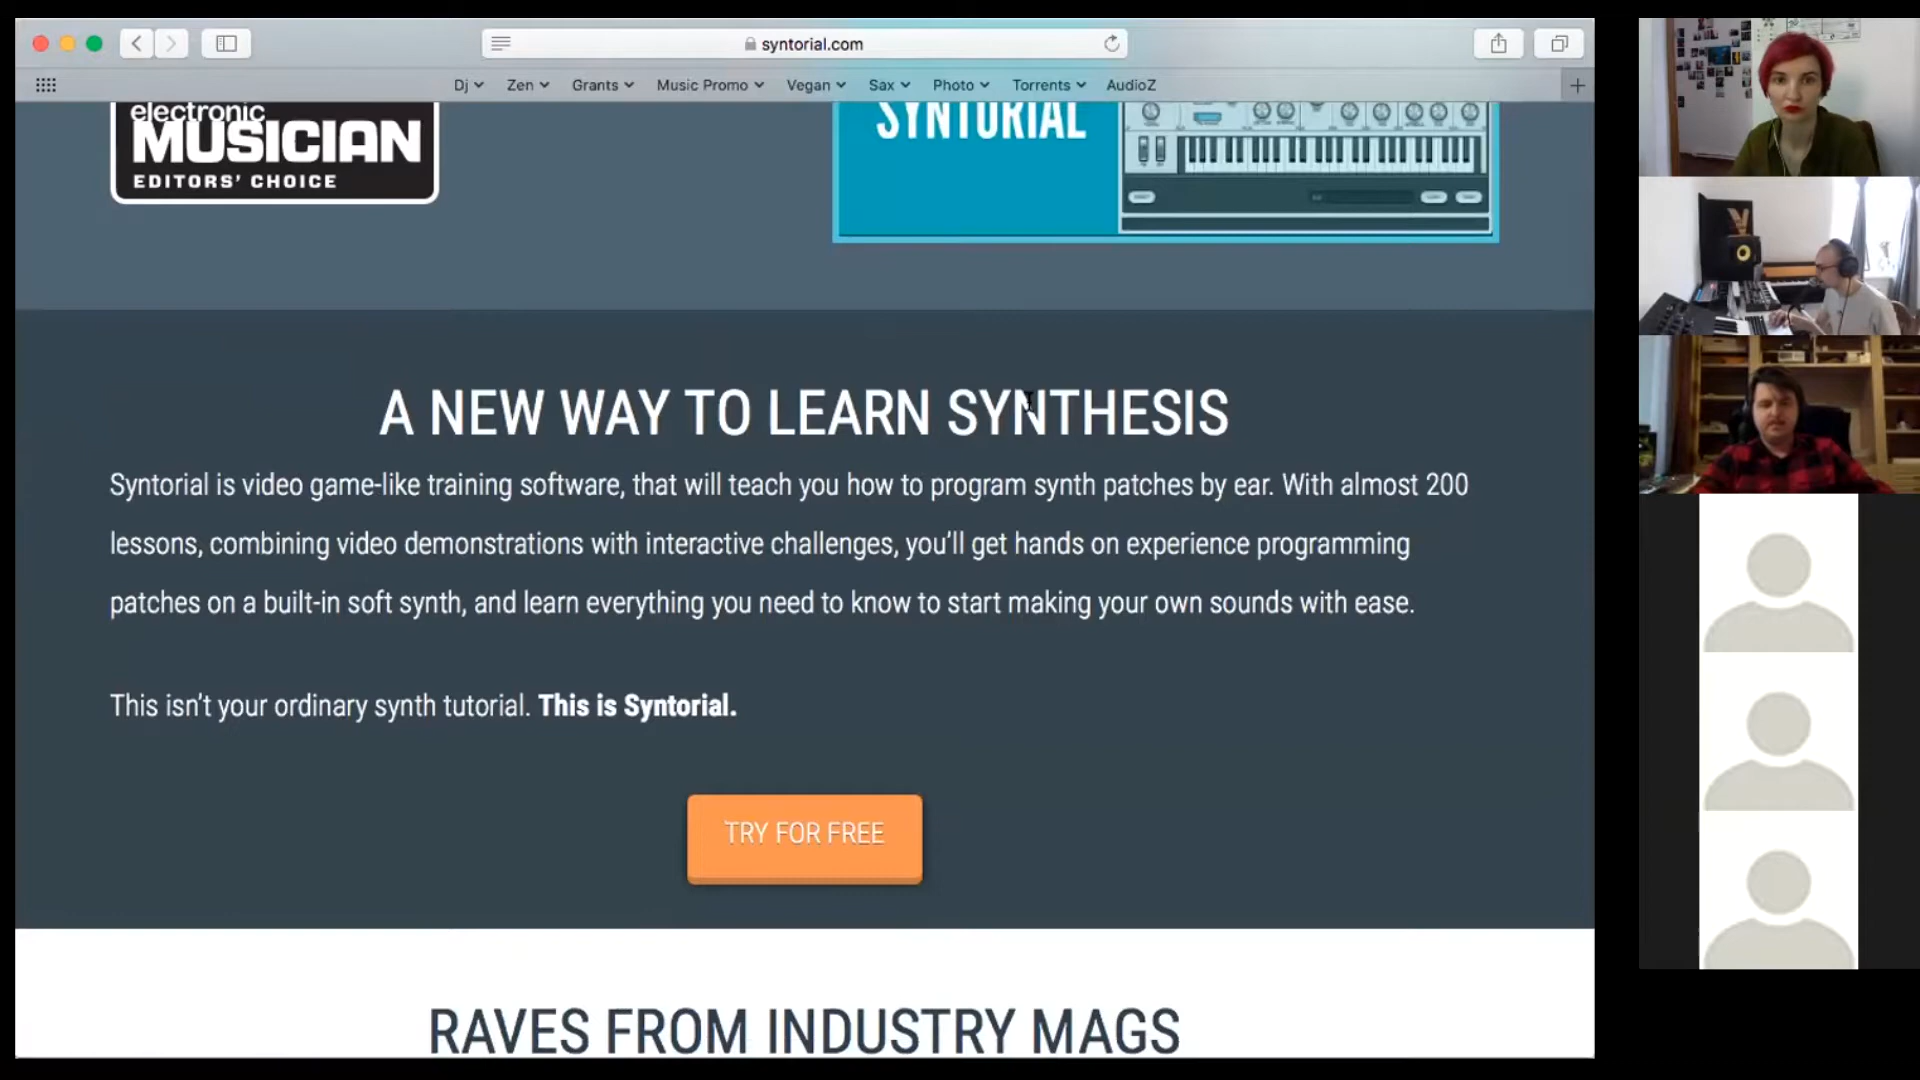 syntorial.com
Dj Zen Grants Music Promo Vegan Sax Photo Torrents AudioZ
electronic
MUSICIAN
EDITORS' CHOICE
SYNTORIAL
A NEW WAY TO LEARN SYNTHESIS
Syntorial is video game-like training software, that will teach you how to program synth patches by ear. With almost 200
lessons, combining video demonstrations with interactive challenges, you'll get hands on experience programming
patches on a built-in soft synth, and learn everything you need to know to start making your own sounds with ease.
This isn't your ordinary synth tutorial. This is Syntorial.
TRY FOR FREE
RAVES FROM INDUSTRY MAGS